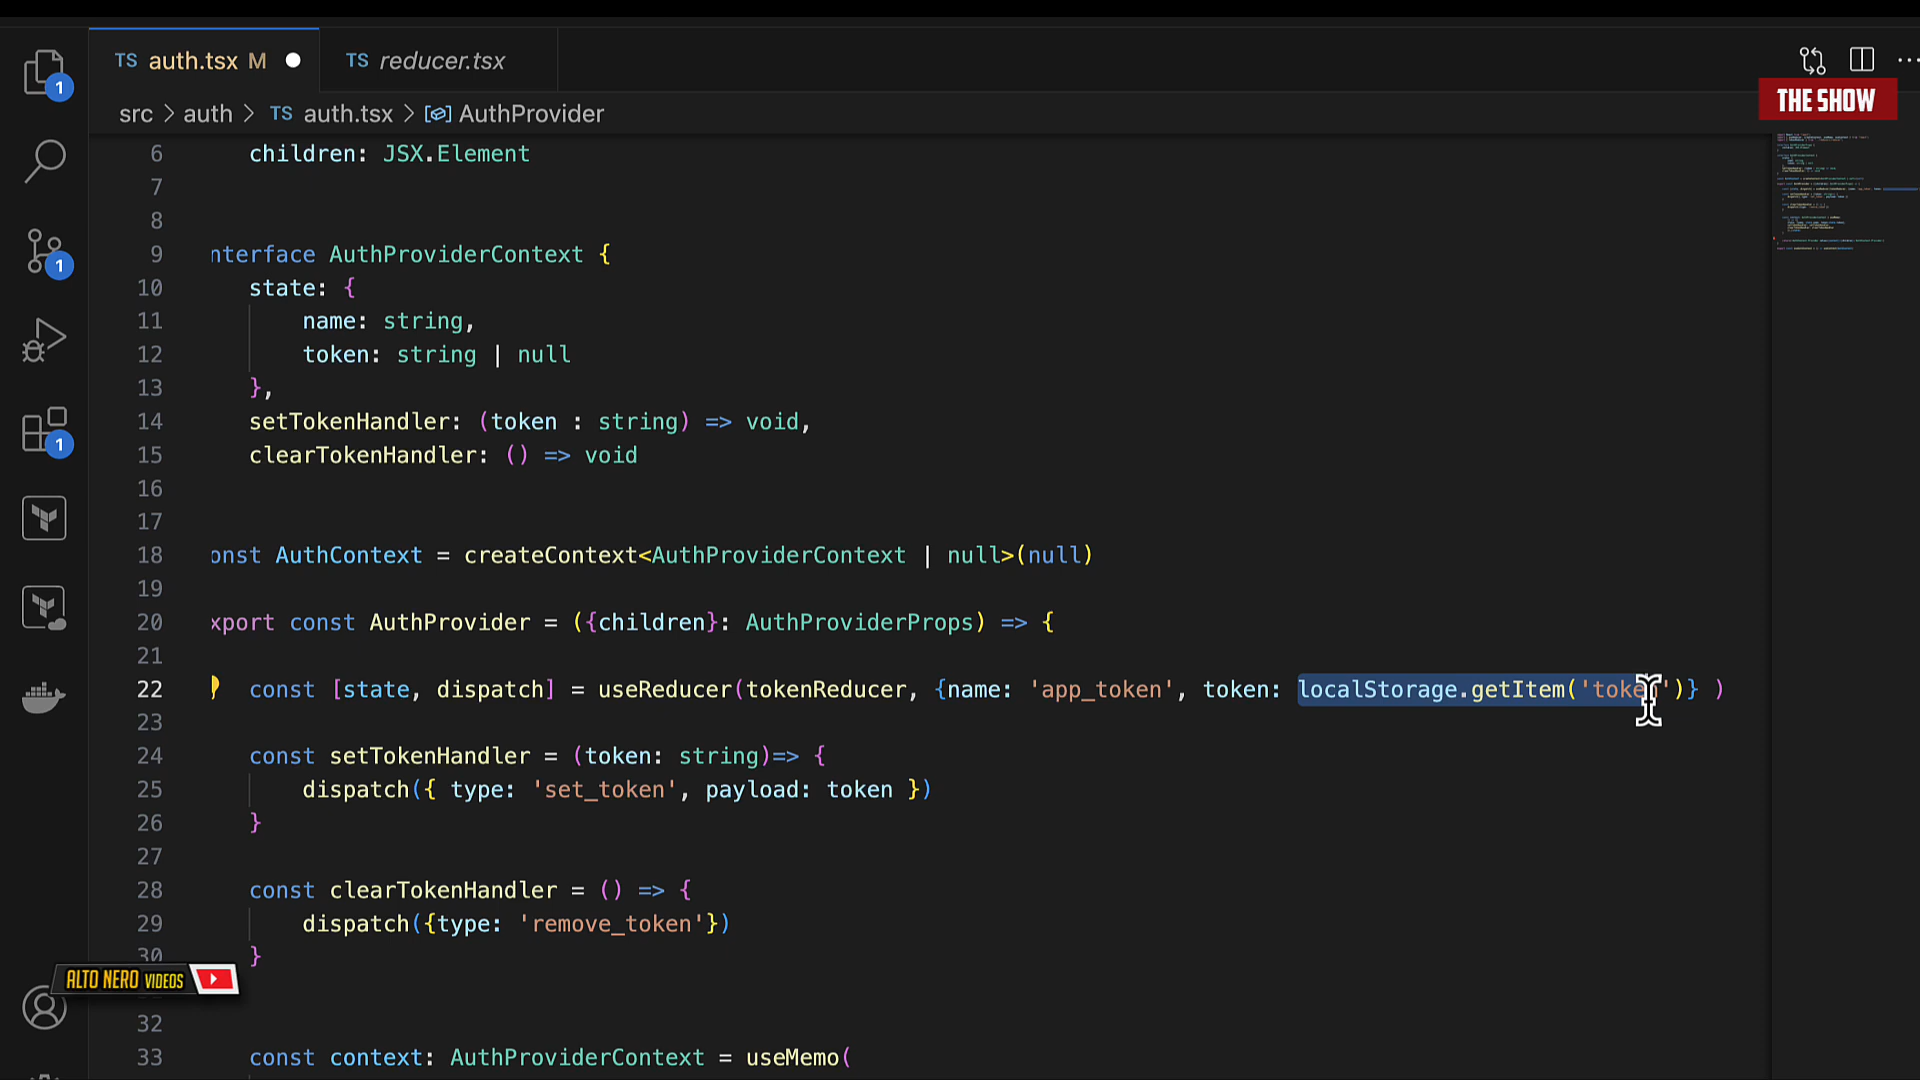 TS auth.tsx M
TS reducer.tsx
THE SHOW
src > auth > TS auth.tsx > AuthProvider
1
1
1
6 children: JSX.Element
7
8
9 nterface AuthProviderContext {
10 state: {
11 name: string,
12 token: string | null
13 },
14 setTokenHandler: (token : string) => void,
15 clearTokenHandler: () => void
16
17
18 onst AuthContext = createContext<AuthProviderContext | null>(null)
19
20 xport const AuthProvider = ({children}: AuthProviderProps) => {
21
22 const [state, dispatch] = useReducer(tokenReducer, {name: 'app_token', token: localStorage.getItem('token')} )
23
24 const setTokenHandler = (token: string)=> {
25 dispatch({ type: 'set_token', payload: token })
26 }
27
28 const clearTokenHandler = () => {
29 dispatch({type: 'remove_token'})
30 }
32
33 const context: AuthProviderContext = useMemo(
ALTO NERO VIDEOS